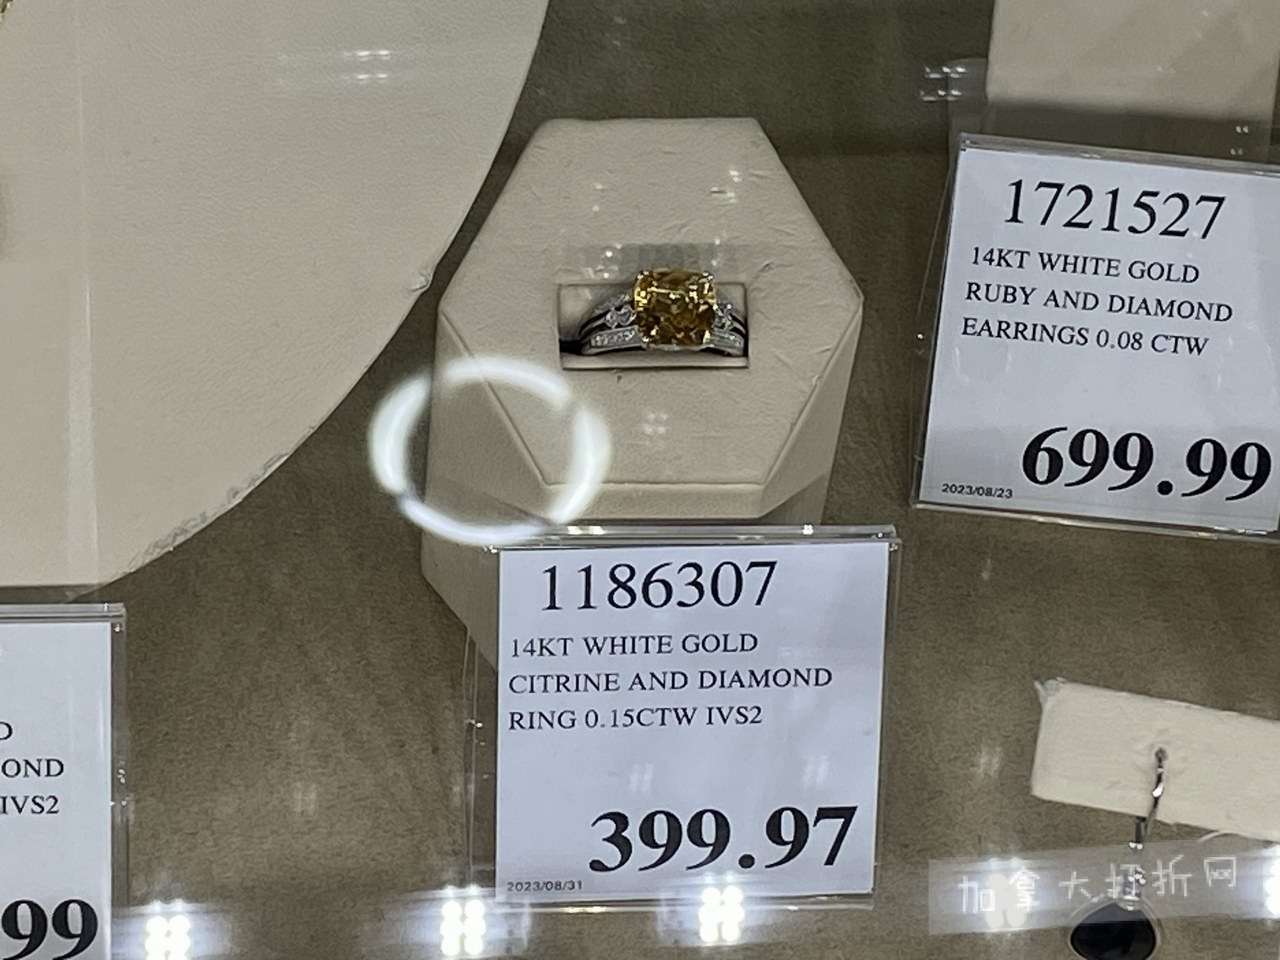 1721527
14KT WHITE GOLD
RUBY AND DIAMOND
EARRINGS 0.08 CTW
699.99
2023/08/23
1186307
14KT WHITE GOLD
CITRINE AND DIAMOND
RING 0.15CTW IVS2
399.97
2023/08/31
D
OND
IVS2
99
加拿大打折网